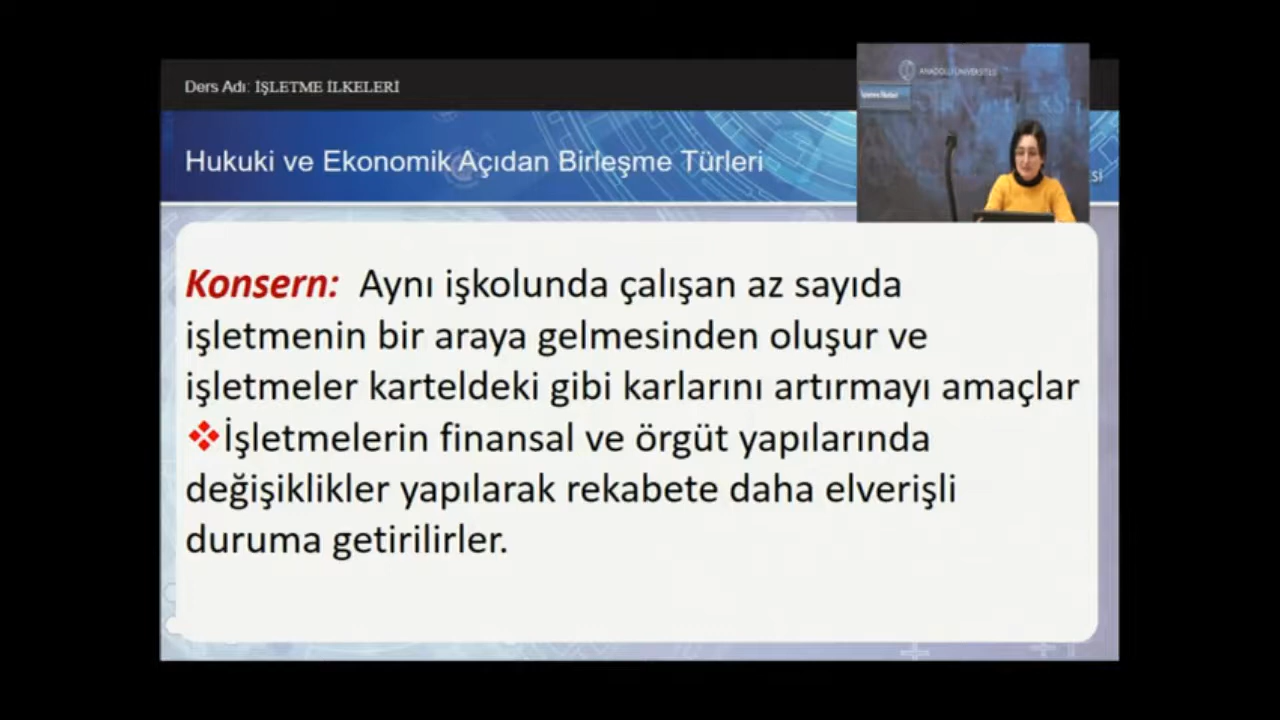 Ders Adı: İŞLETME İLKELERİ
ANADOLU ÜNİVERSİTESİ
Hukuki ve Ekonomik Açıdan Birleşme Türleri
Konsern: Aynı işkolunda çalışan az sayıda
işletmenin bir araya gelmesinden oluşur ve
işletmeler karteldeki gibi karlarını artırmayı amaçlar
❖İşletmelerin finansal ve örgüt yapılarında
değişiklikler yapılarak rekabete daha elverişli
duruma getirilirler.